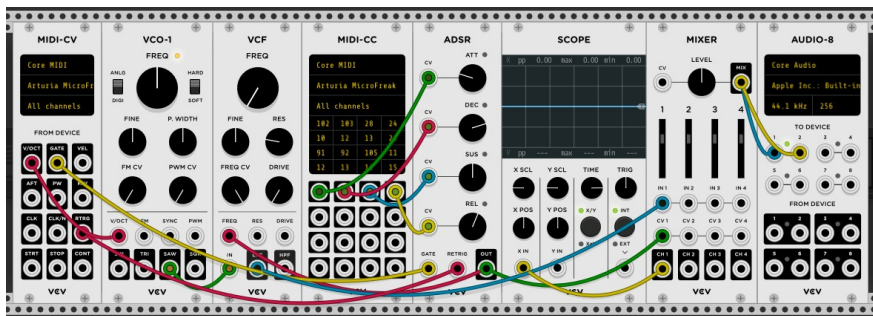 MIDI-CV
Core MIDI
Arturia MicroFr
All channels
FROM DEVICE
V/OCT GATE VEL
AFT PW
CLK CLK/N RTRG
STRT STOP CONT
VCV
VCO-1
FREQ
ANLG
DIGI
HARD
SOFT
FINE P. WIDTH
FM CV PWM CV
V/OCT FM SYNC PWM
TRI SAW SQR
VCV
VCF
FREQ
FINE RES
FREQ CV DRIVE
FREQ RES DRIVE
IN LPF HPF
VCV
MIDI-CC
Core MIDI
Arturia MicroFreak
All channels
102 103 28 24
10 12 13 2
91 92 105 11
12 13 1 15
ADSR
CV ATT
CV DEC
CV SUS
CV REL
GATE RETRIG OUT
VCV
SCOPE
X pp 0.00 max 0.00 min 0.00
Y pp --- max --- min ---
X SCL Y SCL TIME TRIG
X POS Y POS X/Y INT
EXT
X IN Y IN
VCV
MIXER
CV LEVEL MIX
1 2 3 4
IN 1 IN 2 IN 3 IN 4
CV 1 CV 2 CV 3 CV 4
CH 1 CH 2 CH 3 CH 4
VCV
AUDIO-8
Core Audio
Apple Inc.: Built-in
44.1 kHz 256
TO DEVICE
1 2 3 4
5 6 7 8
FROM DEVICE
1 2 3 4
5 6 7 8
VCV